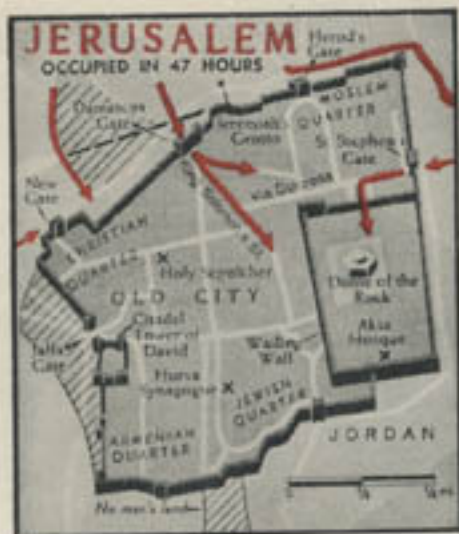 JERUSALEM
OCCUPIED IN 47 HOURS
Herod's
Gate
Damascus
Gate
Jeremiah's
Grotto
MOSLEM
QUARTER
St. Stephen's
Gate
New
Gate
Via Dolorosa
CHRISTIAN
QUARTER
Holy Sepulcher
OLD CITY
Dome of the
Rock
Citadel
Tower of
David
Jaffa
Gate
Wailing
Wall
Aksa
Mosque
Hurva
Synagogue
JEWISH
QUARTER
ARMENIAN
QUARTER
JORDAN
No man's land